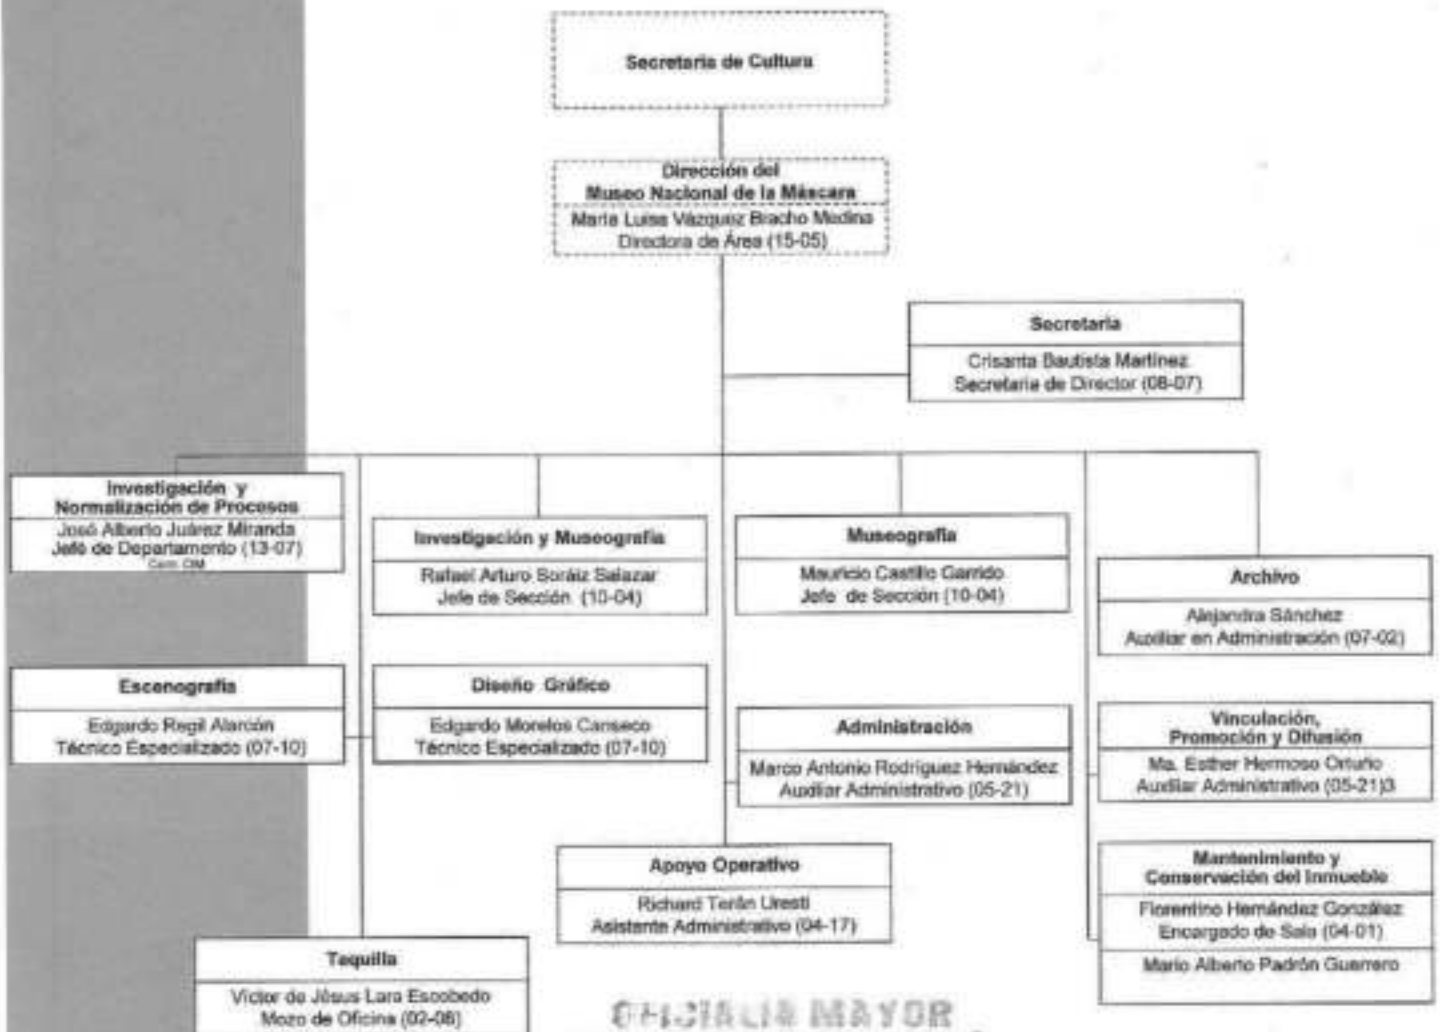 Secretaria de Cultura
Dirección del
Museo Nacional de la Máscara
María Luisa Vázquez Bracho Medina
Directora de Área (15-05)
Secretaria
Crisanta Bautista Martínez
Secretaria de Director (08-07)
Investigación y
Normalización de Procesos
José Alberto Juárez Miranda
Jefe de Departamento (13-07)
Investigación y Museografía
Rafael Arturo Soráiz Salazar
Jefe de Sección (10-04)
Museografía
Mauricio Castillo Garrido
Jefe de Sección (10-04)
Archivo
Alejandra Sánchez
Auxiliar en Administración (07-02)
Escenografía
Edgardo Regil Alarcón
Técnico Especializado (07-10)
Diseño Gráfico
Edgardo Morelos Canseco
Técnico Especializado (07-10)
Administración
Marco Antonio Rodríguez Hernández
Auxiliar Administrativo (05-21)
Vinculación,
Promoción y Difusión
Ma. Esther Hermoso Ortuño
Auxiliar Administrativo (05-21)3
Apoyo Operativo
Richard Terán Uresti
Asistente Administrativo (04-17)
Mantenimiento y
Conservación del Inmueble
Florentino Hernández González
Encargado de Sala (04-01)
Mario Alberto Padrón Guerrero
Taquilla
Víctor de Jésus Lara Escobedo
Mozo de Oficina (02-08)
OFICIALIA MAYOR